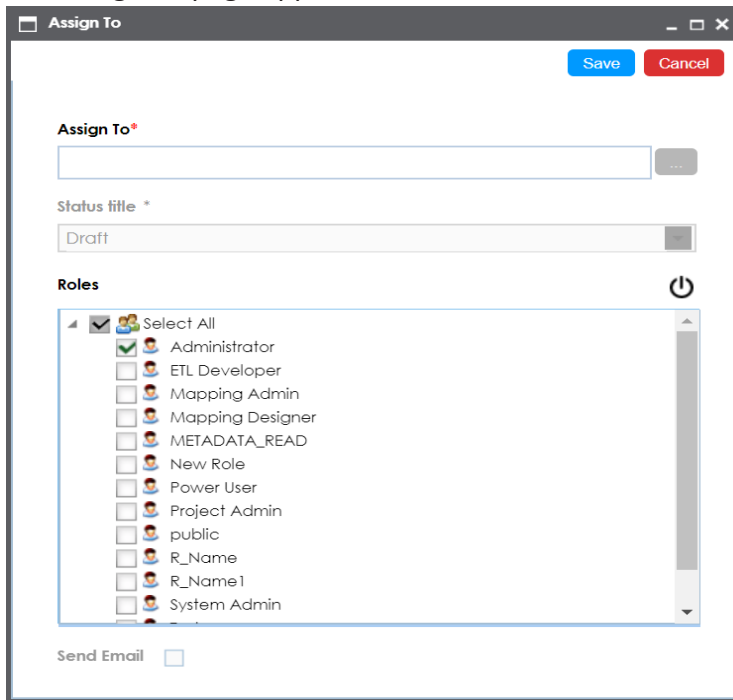 Assign To
Save Cancel
Assign To*
...
Status title *
Draft
Roles
Select All
Administrator
ETL Developer
Mapping Admin
Mapping Designer
METADATA_READ
New Role
Power User
Project Admin
public
R_Name
R_Name1
System Admin
Send Email